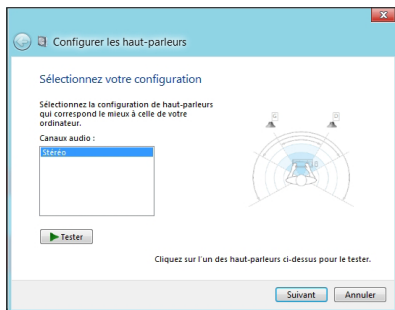 Configurer les haut-parleurs
Sélectionnez votre configuration
Sélectionnez la configuration de haut-parleurs
qui correspond le mieux à celle de votre
ordinateur.
Canaux audio :
Stéréo
G
D
Tester
Cliquez sur l'un des haut-parleurs ci-dessus pour le tester.
Suivant
Annuler